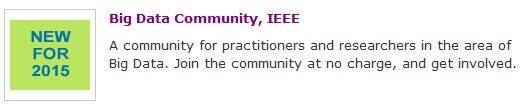 NEW
FOR
2015
Big Data Community, IEEE
A community for practitioners and researchers in the area of
Big Data. Join the community at no charge, and get involved.